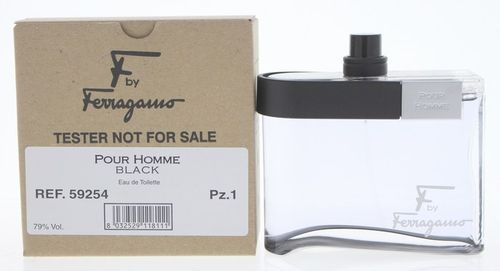 F by
Ferragamo
TESTER NOT FOR SALE
POUR HOMME
BLACK
Eau de Toilette
REF. 59254 Pz.1
79% Vol.
8 032529 118111
POUR
HOMME
F by
Ferragamo